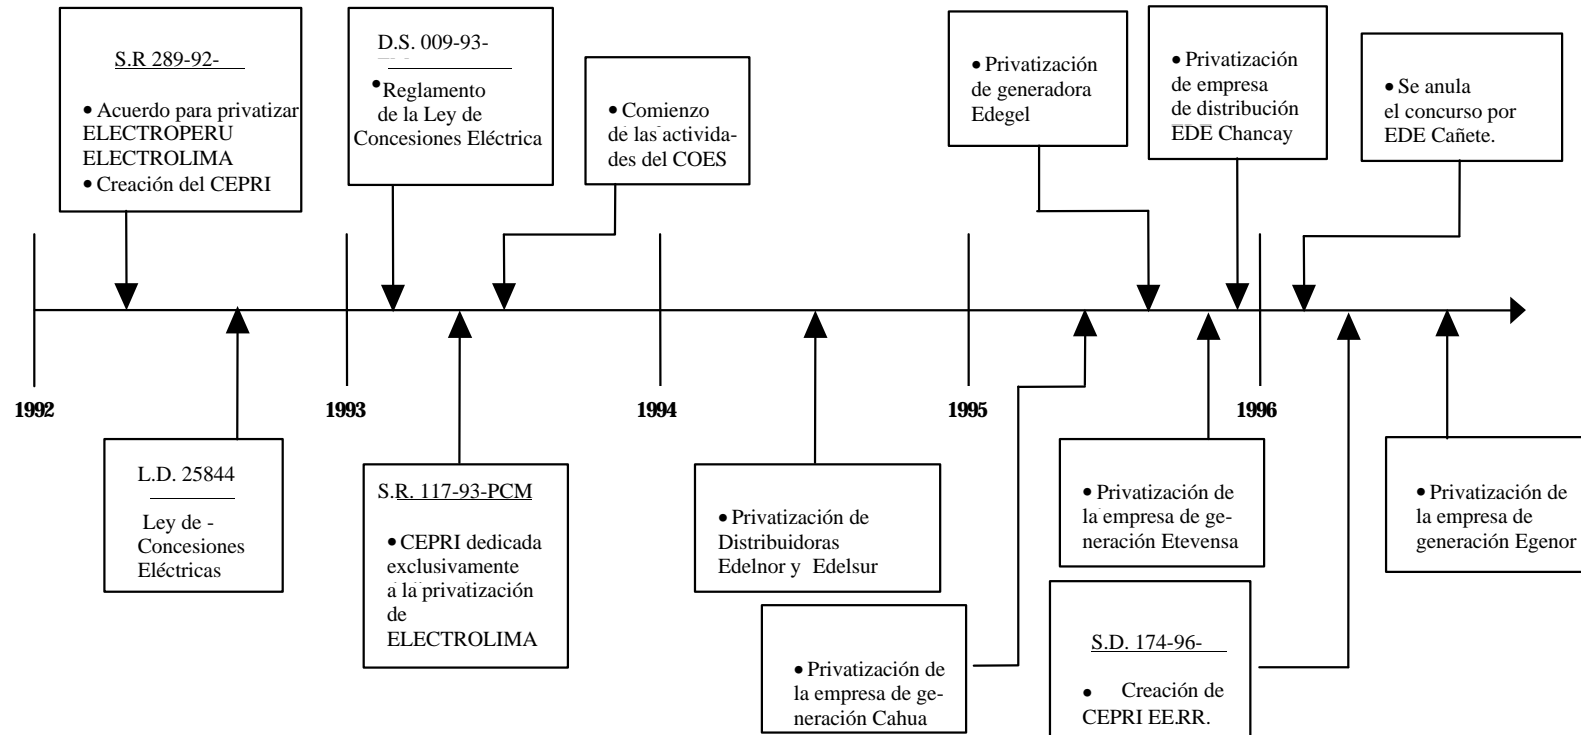 S.R 289-92-
• Acuerdo para privatizar
ELECTROPERU
ELECTROLIMA
• Creación del CEPRI
D.S. 009-93-
• Reglamento
de la Ley de
Concesiones Eléctrica
• Comienzo
de las activida-
des del COES
• Privatización
de generadora
Edegel
• Privatización
de empresa
de distribución
EDE Chancay
• Se anula
el concurso por
EDE Cañete.
1992
1993
1994
1995
1996
L.D. 25844
Ley de -
Concesiones
Eléctricas
S.R. 117-93-PCM
• CEPRI dedicada
exclusivamente
a la privatización
de
ELECTROLIMA
• Privatización de
Distribuidoras
Edelnor y Edelsur
• Privatización de
la empresa de ge-
neración Cahua
• Privatización de
la empresa de ge-
neración Etevensa
S.D. 174-96-
• Creación de
CEPRI EE.RR.
• Privatización de
la empresa de
generación Egenor